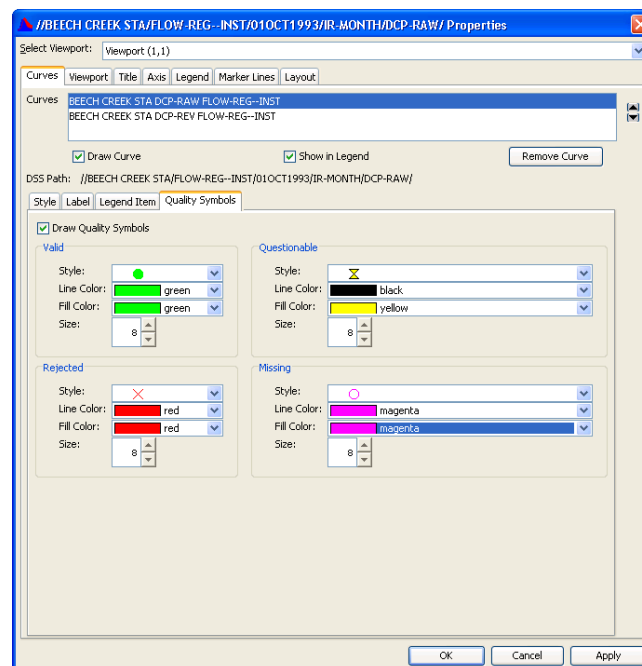 //BEECH CREEK STA/FLOW-REG--INST/01OCT1993/IR-MONTH/DCP-RAW/ Properties
Select Viewport: Viewport (1,1)
Curves Viewport Title Axis Legend Marker Lines Layout
Curves BEECH CREEK STA DCP-RAW FLOW-REG--INST
BEECH CREEK STA DCP-REV FLOW-REG--INST
Draw Curve Show in Legend Remove Curve
DSS Path: //BEECH CREEK STA/FLOW-REG--INST/01OCT1993/IR-MONTH/DCP-RAW/
Style Label Legend Item Quality Symbols
Draw Quality Symbols
Valid
Style:
Line Color: green
Fill Color: green
Size: 8
Questionable
Style:
Line Color: black
Fill Color: yellow
Size: 8
Rejected
Style:
Line Color: red
Fill Color: red
Size: 8
Missing
Style:
Line Color: magenta
Fill Color: magenta
Size: 8
OK Cancel Apply